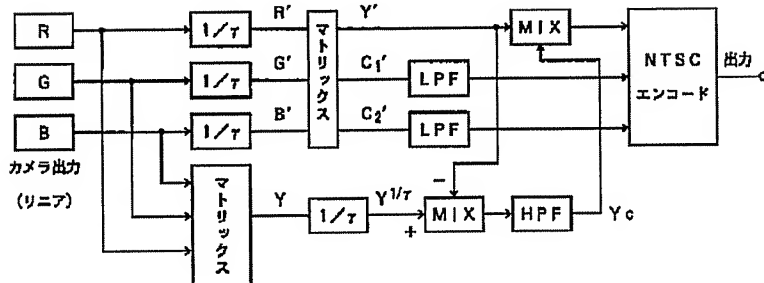 R' Y'
R 1/τ マトリックス MIX
G' C₁'
G 1/τ LPF NTSC エンコード 出力
B' C₂'
B 1/τ LPF
カメラ出力
(リニア)
マトリックス Y 1/τ Y^1/τ − + MIX HPF Yc